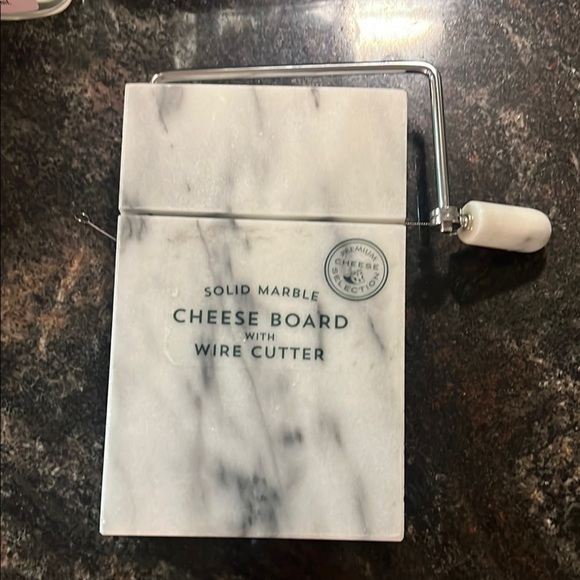 PREMIUM
CHEESE
SELECTION
SOLID MARBLE
CHEESE BOARD
WITH
WIRE CUTTER